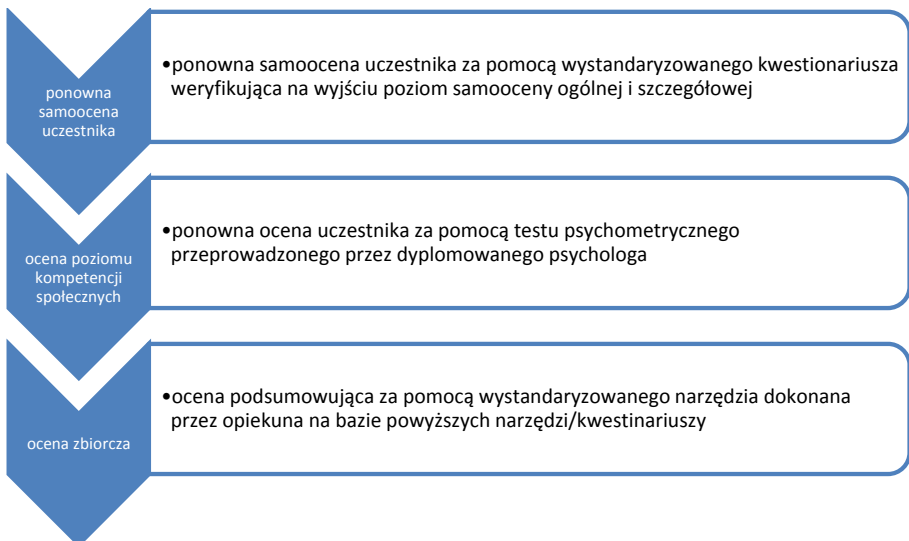 ponowna
samoocena
uczestnika
•ponowna samoocena uczestnika za pomocą wystandaryzowanego kwestionariusza
weryfikująca na wyjściu poziom samooceny ogólnej i szczegółowej
ocena poziomu
kompetencji
społecznych
•ponowna ocena uczestnika za pomocą testu psychometrycznego
przeprowadzonego przez dyplomowanego psychologa
ocena zbiorcza
•ocena podsumowująca za pomocą wystandaryzowanego narzędzia dokonana
przez opiekuna na bazie powyższych narzędzi/kwestinariuszy